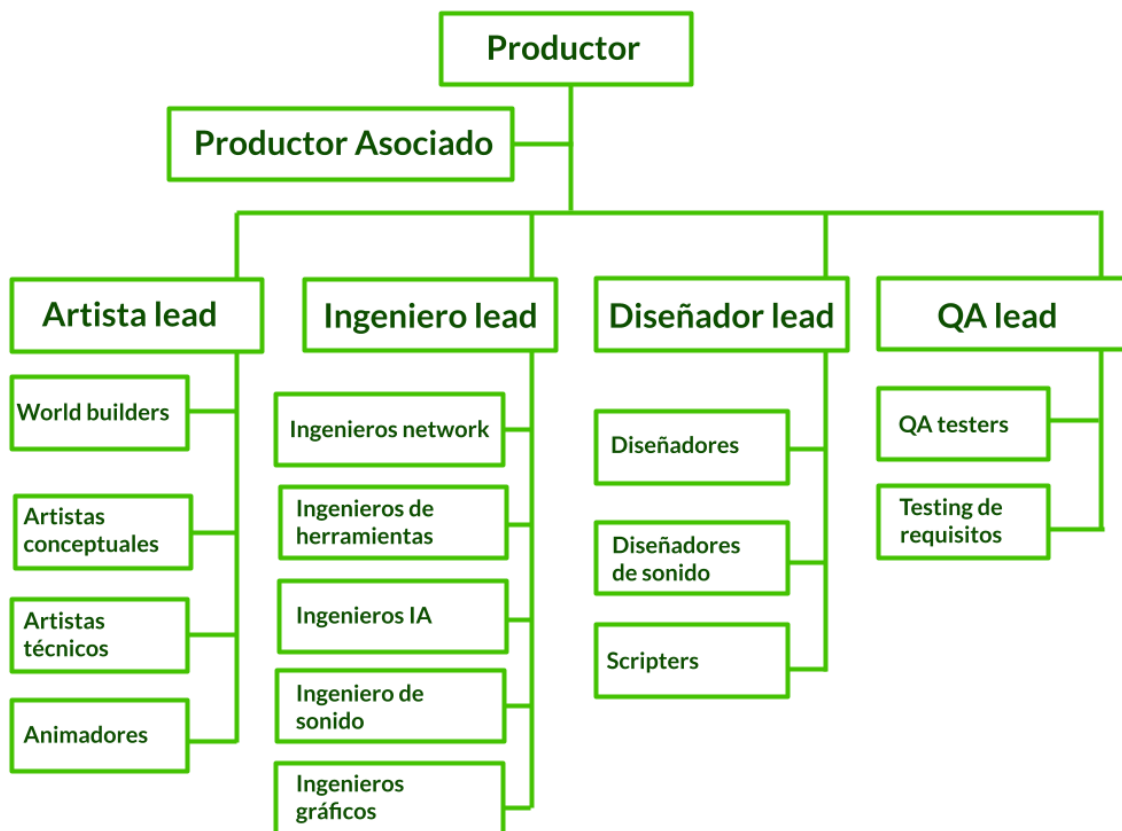 Productor
Productor Asociado
Artista lead
Ingeniero lead
Diseñador lead
QA lead
World builders
Artistas
conceptuales
Artistas
técnicos
Animadores
Ingenieros network
Ingenieros de
herramientas
Ingenieros IA
Ingeniero de
sonido
Ingenieros
gráficos
Diseñadores
Diseñadores
de sonido
Scripters
QA testers
Testing de
requisitos